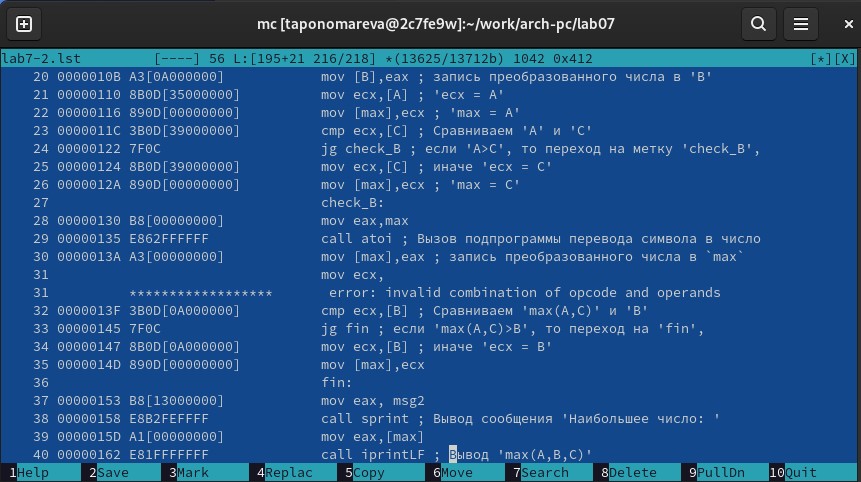 mc [taponomareva@2c7fe9w]:~/work/arch-pc/lab07
lab7-2.lst [----] 56 L:[195+21 216/218] *(13625/13712b) 1042 0x412 [*][X]
20 0000010B A3[0A000000] mov [B],eax ; запись преобразованного числа в 'B'
21 00000110 8B0D[35000000] mov ecx,[A] ; 'ecx = A'
22 00000116 890D[00000000] mov [max],ecx ; 'max = A'
23 0000011C 3B0D[39000000] cmp ecx,[C] ; Сравниваем 'A' и 'C'
24 00000122 7F0C jg check_B ; если 'A>C', то переход на метку 'check_B',
25 00000124 8B0D[39000000] mov ecx,[C] ; иначе 'ecx = C'
26 0000012A 890D[00000000] mov [max],ecx ; 'max = C'
27 check_B:
28 00000130 B8[00000000] mov eax,max
29 00000135 E862FFFFFF call atoi ; Вызов подпрограммы перевода символа в число
30 0000013A A3[00000000] mov [max],eax ; запись преобразованного числа в `max`
31 mov ecx,
31 ****************** error: invalid combination of opcode and operands
32 0000013F 3B0D[0A000000] cmp ecx,[B] ; Сравниваем 'max(A,C)' и 'B'
33 00000145 7F0C jg fin ; если 'max(A,C)>B', то переход на 'fin',
34 00000147 8B0D[0A000000] mov ecx,[B] ; иначе 'ecx = B'
35 0000014D 890D[00000000] mov [max],ecx
36 fin:
37 00000153 B8[13000000] mov eax, msg2
38 00000158 E8B2FEFFFF call sprint ; Вывод сообщения 'Наибольшее число: '
39 0000015D A1[00000000] mov eax,[max]
40 00000162 E81FFFFFFF call iprintLF ; Вывод 'max(A,B,C)'
1Help 2Save 3Mark 4Replac 5Copy 6Move 7Search 8Delete 9PullDn 10Quit